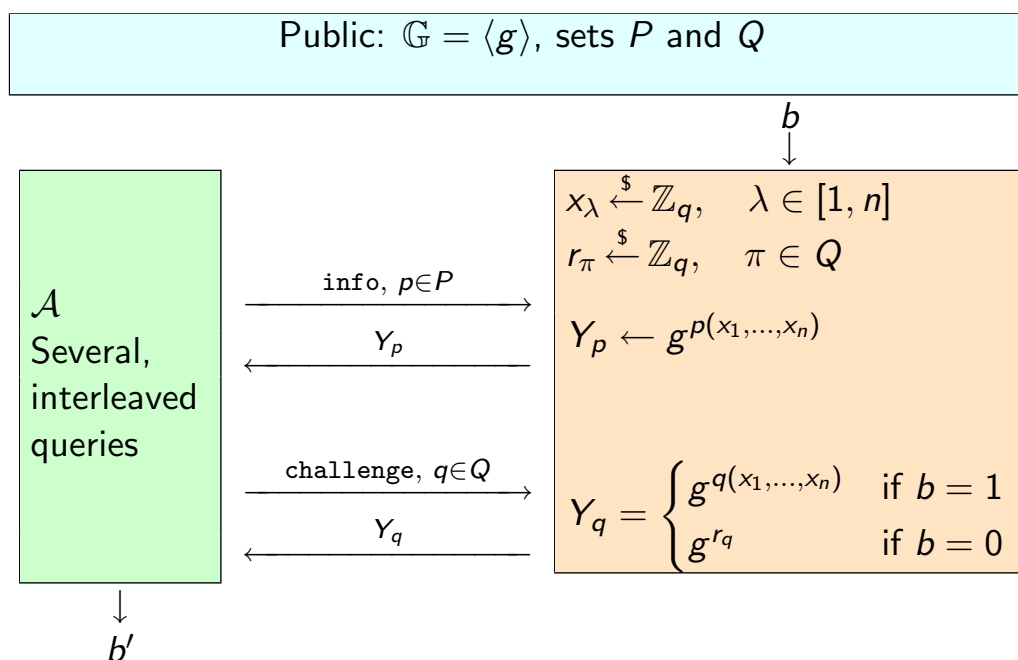 Public: 𝔾 = ⟨g⟩, sets P and Q
b
x_λ ←$ ℤ_q, λ ∈ [1, n]
r_π ←$ ℤ_q, π ∈ Q
info, p∈P
𝒜
Y_p
Y_p ← g^{p(x_1,...,x_n)}
Several,
interleaved
queries
challenge, q∈Q
Y_q = { g^{q(x_1,...,x_n)} if b = 1
Y_q
g^{r_q} if b = 0
b′